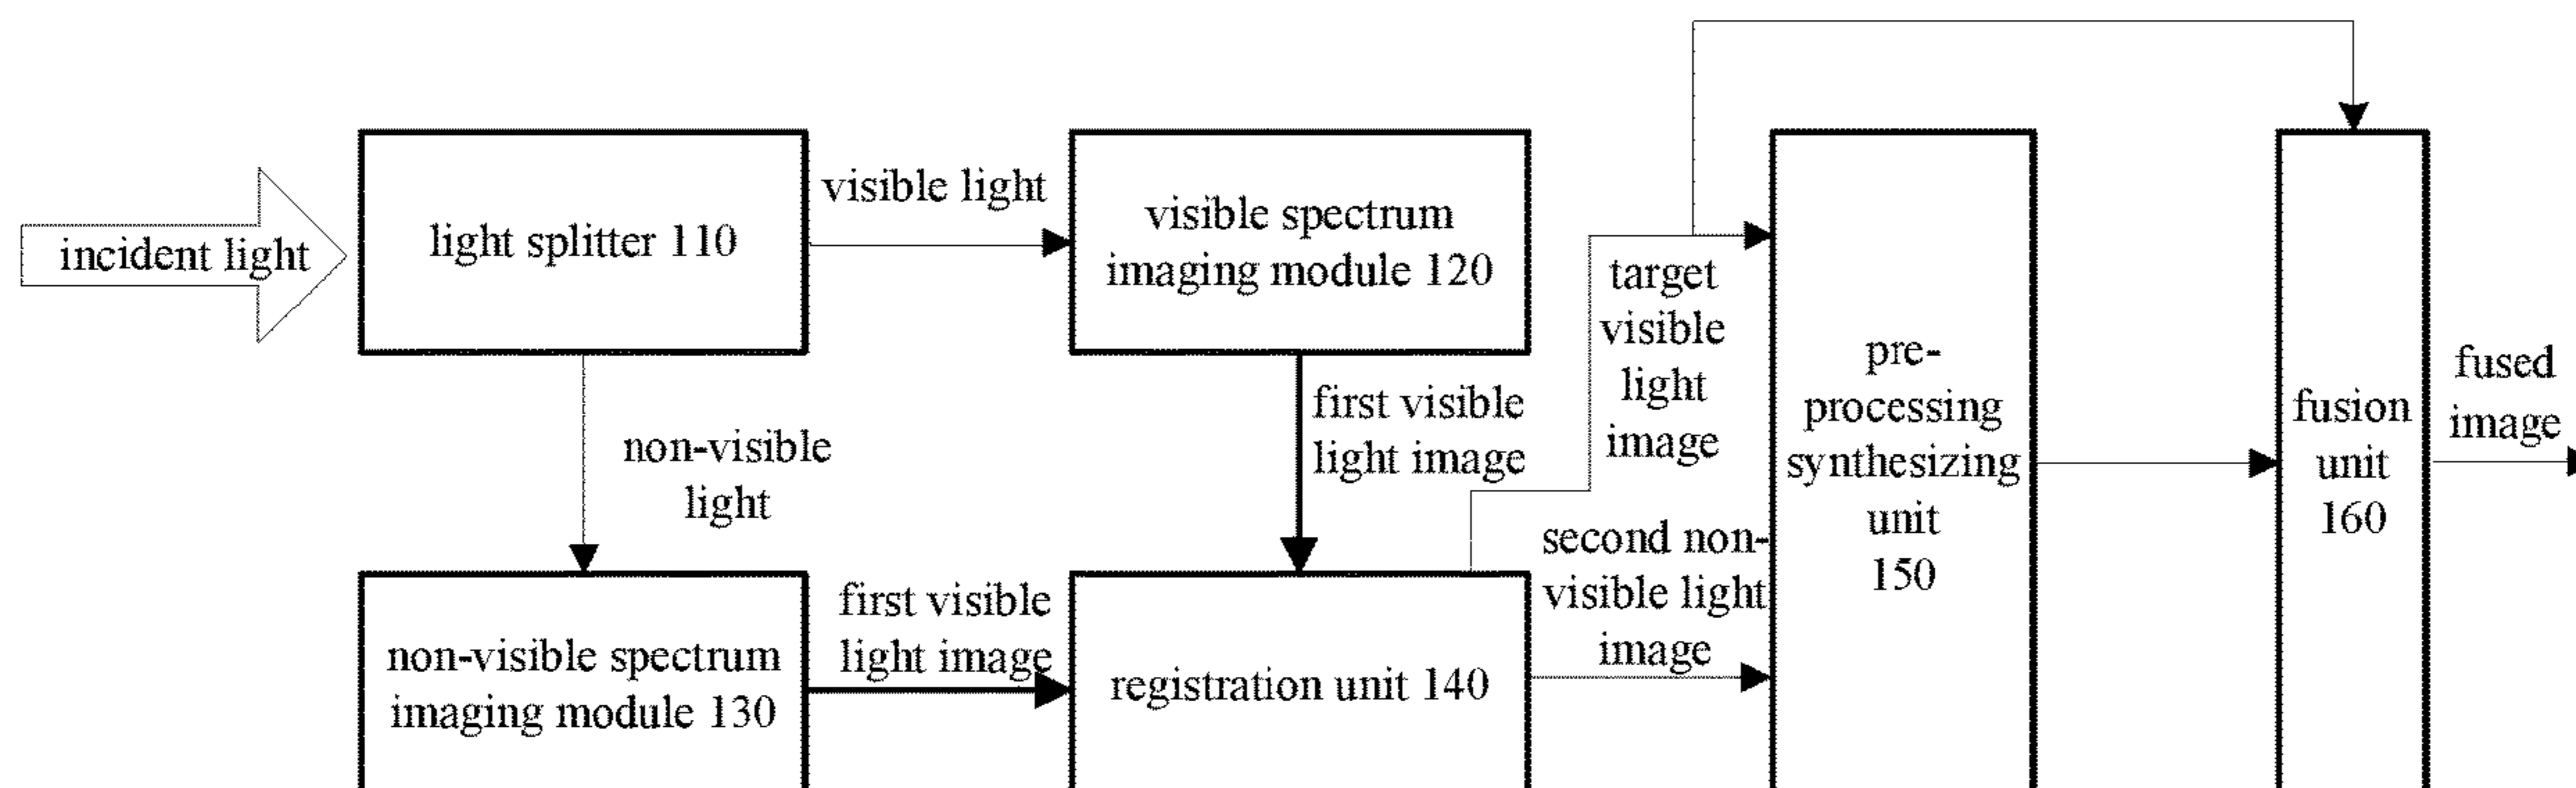 incident light
light splitter 110
visible light
visible spectrum
imaging module 120
non-visible
light
first visible
light image
target
visible
light
image
pre-
processing
synthesizing
unit
150
fusion
unit
160
fused
image
non-visible spectrum
imaging module 130
first visible
light image
registration unit 140
second non-
visible light
image